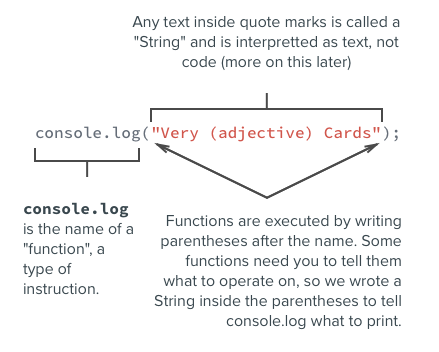 Any text inside quote marks is called a
"String" and is interpretted as text, not
code (more on this later)
console.log("Very (adjective) Cards");
console.log
is the name of a
"function", a
type of
instruction.
Functions are executed by writing
parentheses after the name. Some
functions need you to tell them
what to operate on, so we wrote a
String inside the parentheses to tell
console.log what to print.